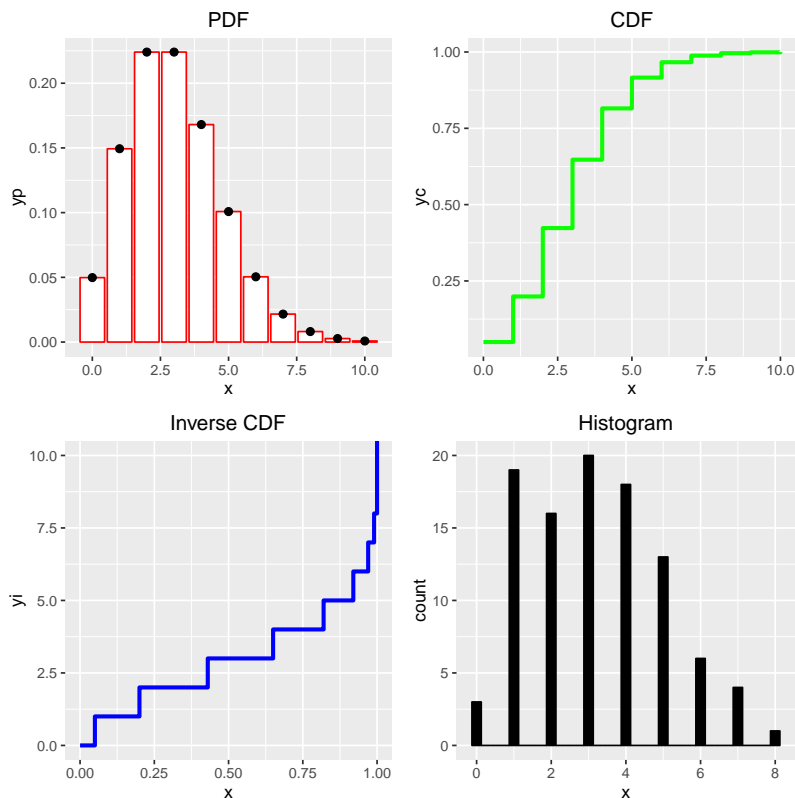 PDF
yp
0.20
0.15
0.10
0.05
0.00
0.0 2.5 5.0 7.5 10.0
x
CDF
yc
1.00
0.75
0.50
0.25
0.0 2.5 5.0 7.5 10.0
x
Inverse CDF
yi
10.0
7.5
5.0
2.5
0.0
0.00 0.25 0.50 0.75 1.00
x
Histogram
count
20
15
10
5
0
0 2 4 6 8
x